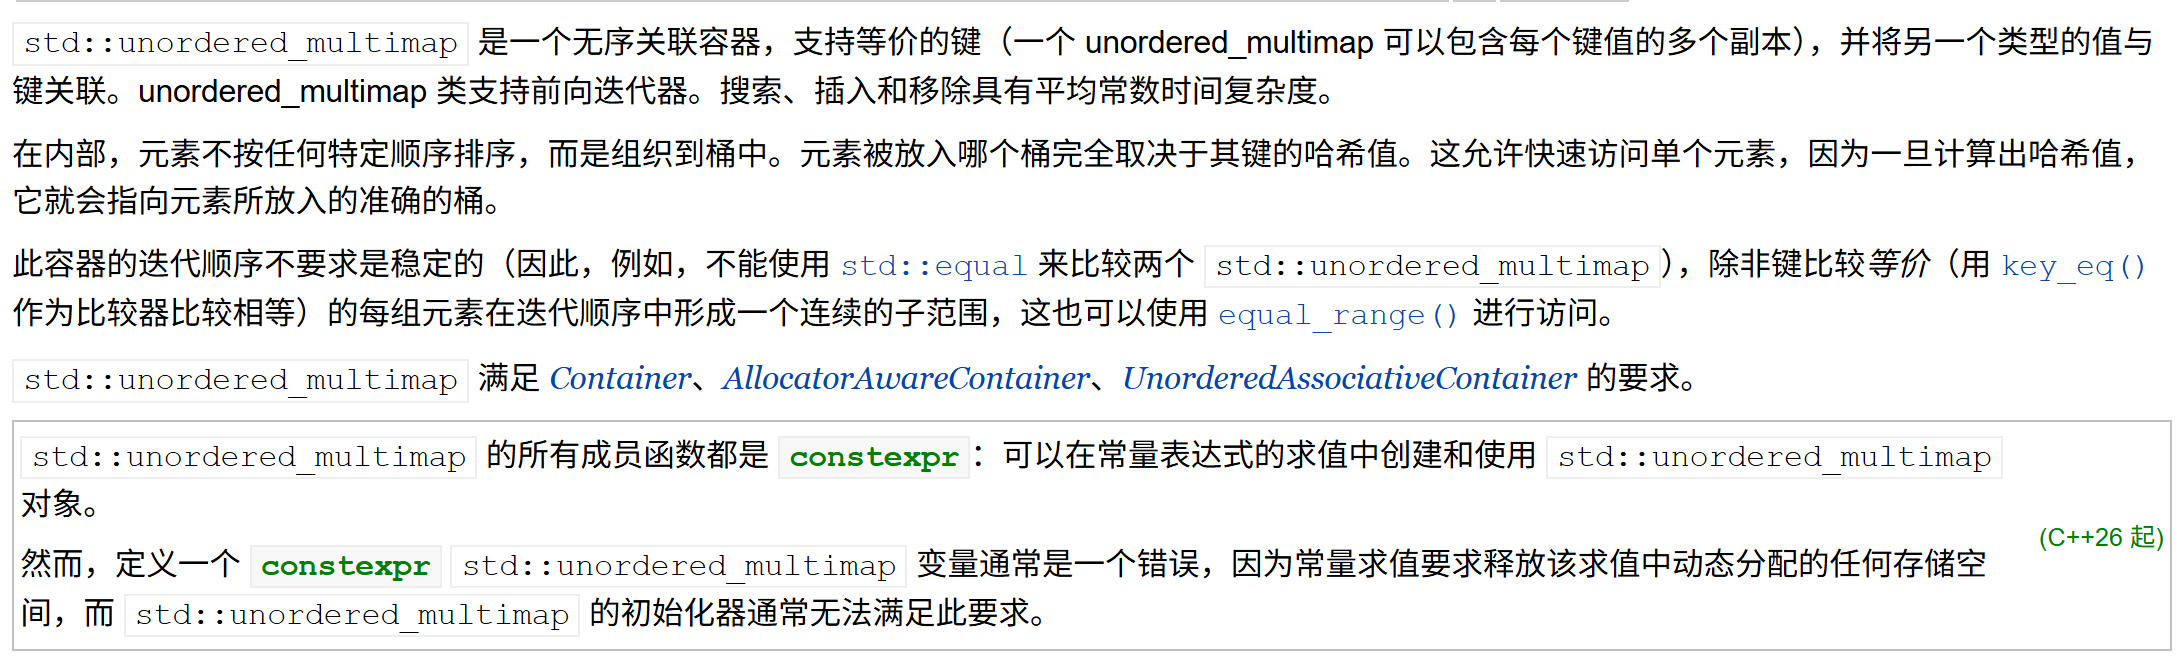 std::unordered_multimap 是一个无序关联容器，支持等价的键（一个 unordered_multimap 可以包含每个键值的多个副本），并将另一个类型的值与
键关联。unordered_multimap 类支持前向迭代器。搜索、插入和移除具有平均常数时间复杂度。
在内部，元素不按任何特定顺序排序，而是组织到桶中。元素被放入哪个桶完全取决于其键的哈希值。这允许快速访问单个元素，因为一旦计算出哈希值，
它就会指向元素所放入的准确的桶。
此容器的迭代顺序不要求是稳定的（因此，例如，不能使用 std::equal 来比较两个 std::unordered_multimap），除非键比较等价（用 key_eq()
作为比较器比较相等）的每组元素在迭代顺序中形成一个连续的子范围，这也可以使用 equal_range() 进行访问。
std::unordered_multimap 满足 Container、AllocatorAwareContainer、UnorderedAssociativeContainer 的要求。
std::unordered_multimap 的所有成员函数都是 constexpr：可以在常量表达式的求值中创建和使用 std::unordered_multimap
对象。
(C++26 起)
然而，定义一个 constexpr std::unordered_multimap 变量通常是一个错误，因为常量求值要求释放该求值中动态分配的任何存储空
间，而 std::unordered_multimap 的初始化器通常无法满足此要求。